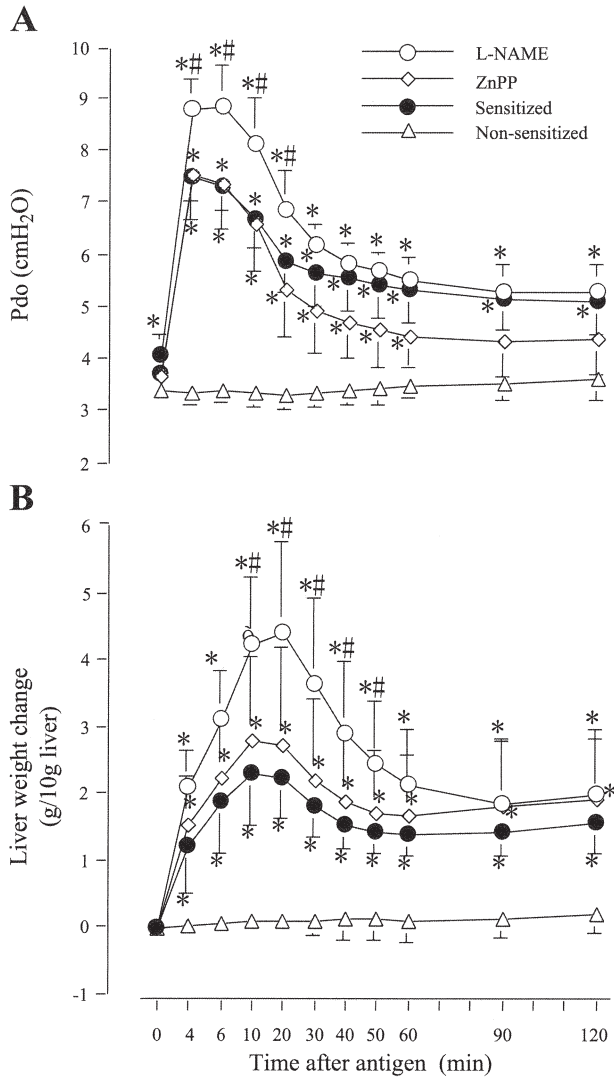 A
10
9
8
7
6
5
4
3
2
Pdo (cmH2O)
L-NAME
ZnPP
Sensitized
Non-sensitized
*
*# *# *# *# * * * * * *
* * * * * * * * * *
* * * * * * * *
B
6
5
4
3
2
1
0
-1
Liver weight change
(g/10g liver)
* * *# *# *# *# *# * * *
* * * * * * * * * *
* * * * * * * * * *
0 4 6 10 20 30 40 50 60 90 120
Time after antigen (min)